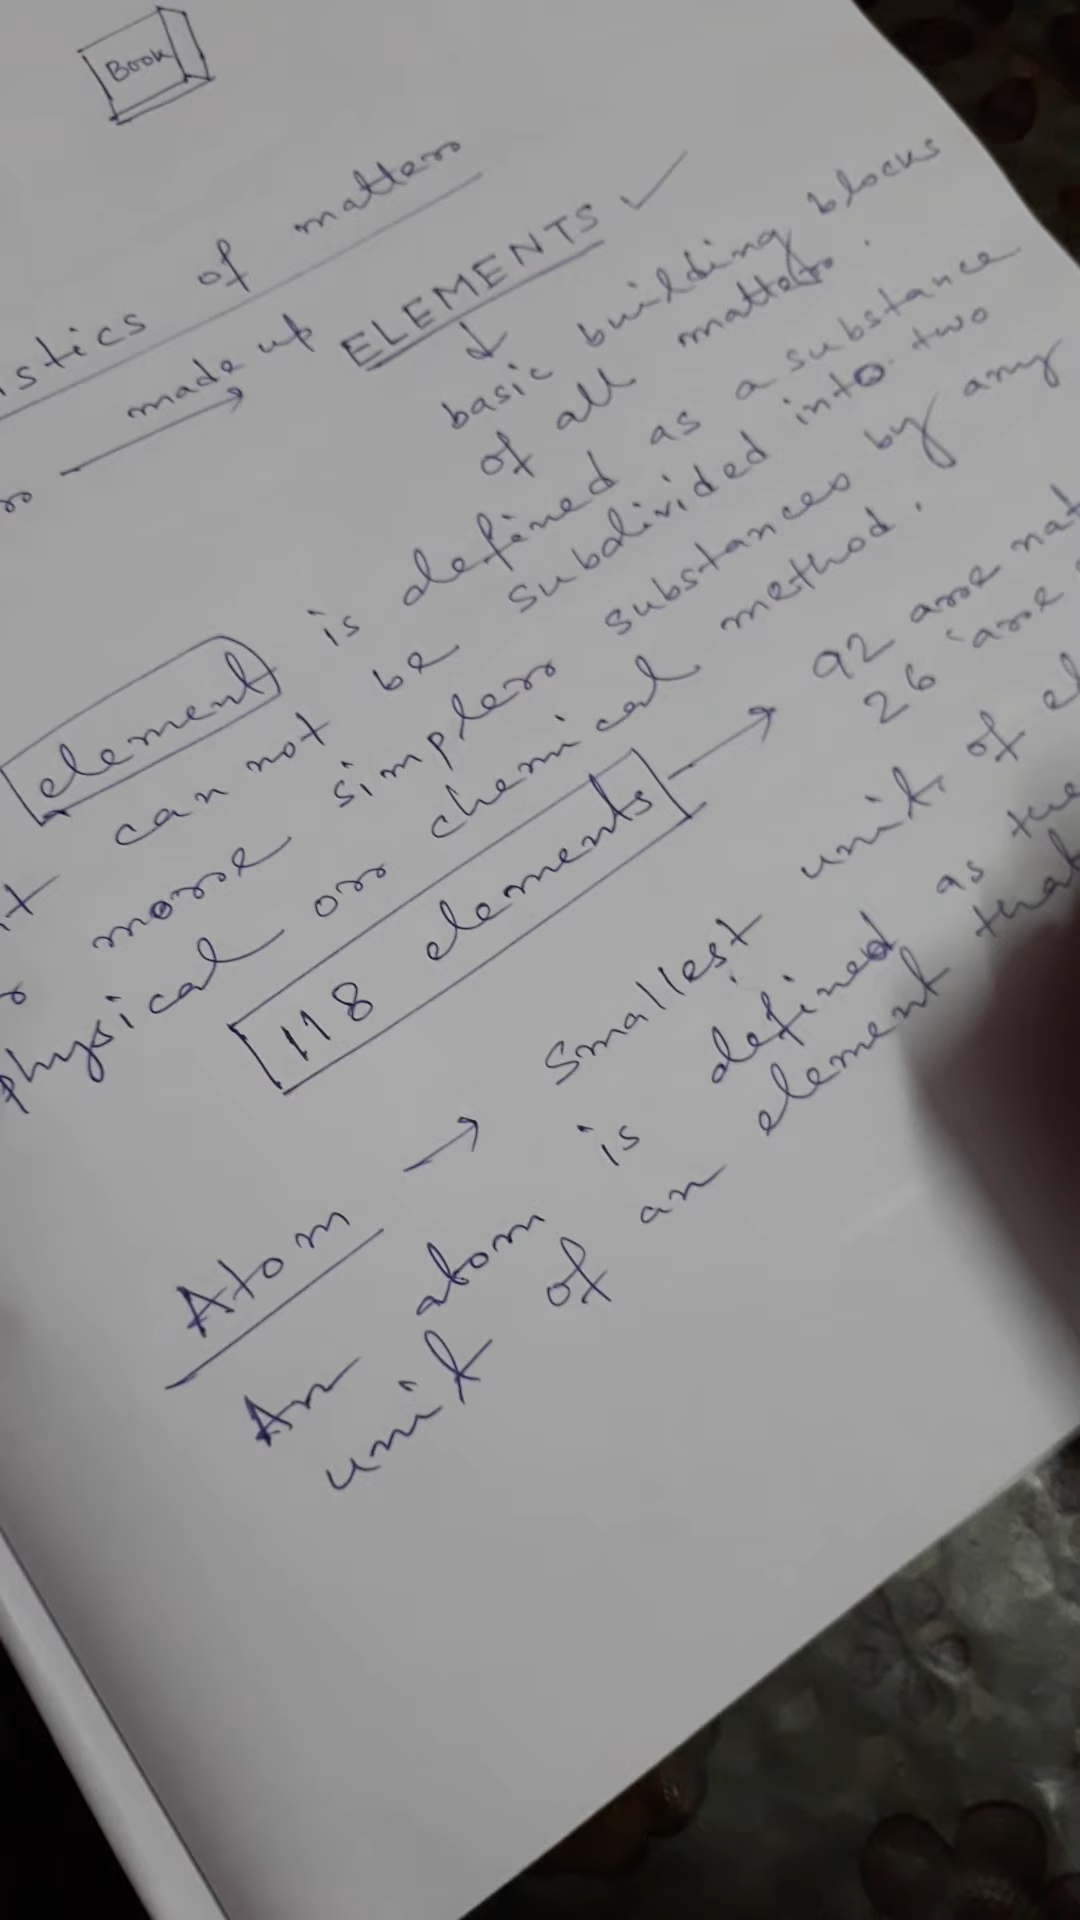 Book
of matter
made up ELEMENTS
basic building blocks
of all matter.
element is defined as a substance
can not be subdivided into two
more simpler substances by any
physical or chemical method.
118 elements 92 are
26 are
Atom smallest unit of
An atom is defined as the
unit of an element that